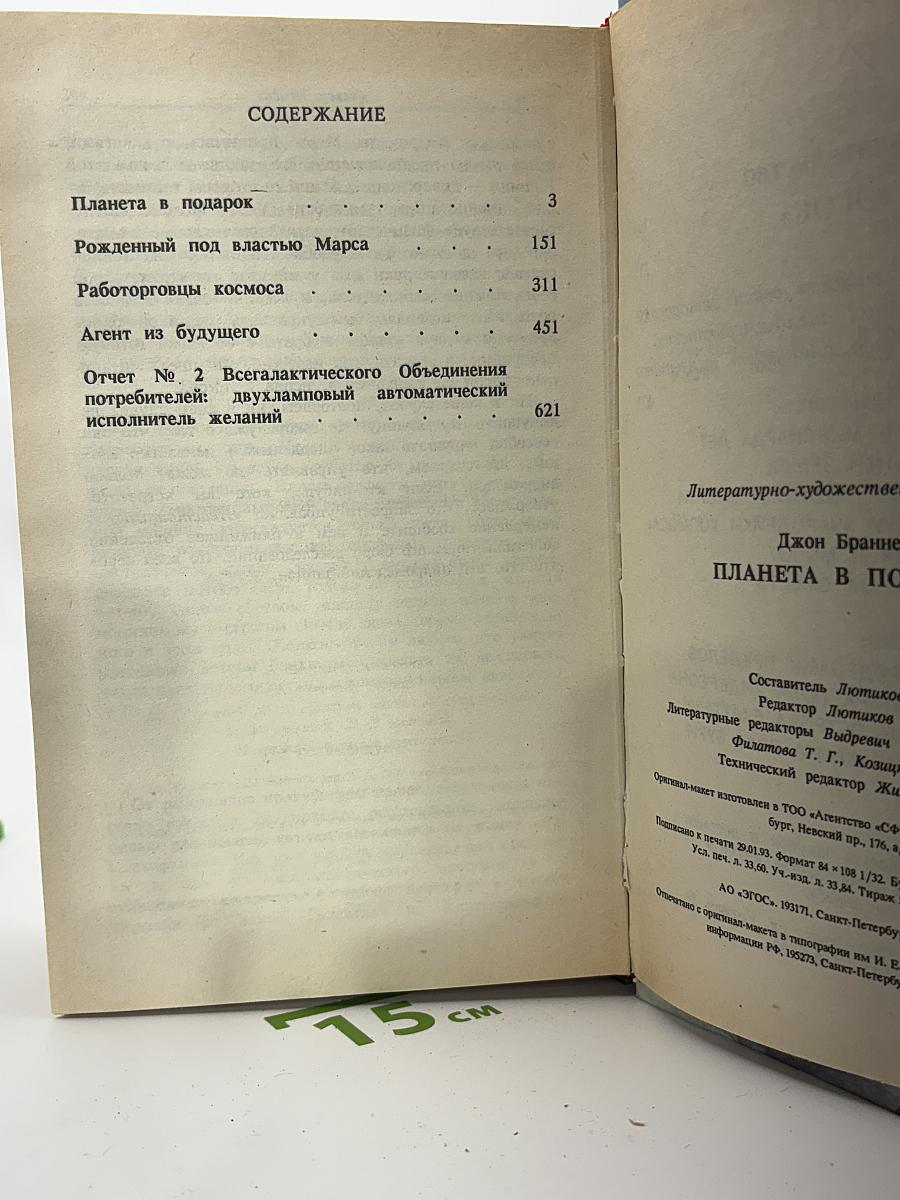 СОДЕРЖАНИЕ
Планета в подарок . . . . . . 3
Рожденный под властью Марса . . . 151
Работорговцы космоса . . . . . . 311
Агент из будущего . . . . . . 451
Отчет № 2 Всегалактического Объединения
потребителей: двухламповый автоматический
исполнитель желаний . . . . . . 621
Литературно-художестве
Джон Бранне
ПЛАНЕТА В ПО
Составитель Лютиков
Редактор Лютиков
Литературные редакторы Выдревич
Филатова Т. Г., Козиц
Технический редактор Жи
Оригинал-макет изготовлен в ТОО «Агентство «СФ
бург, Невский пр., 176, а
Подписано к печати 29.01.93. Формат 84 × 108 1/32. Б
Усл. печ. л. 33,60. Уч.-изд. л. 33,84. Тираж
АО «ЭГОС». 193171, Санкт-Петербу
Отпечатано с оригинал-макета в типографии им И. Е.
информации РФ, 195273, Санкт-Петербу
15 см